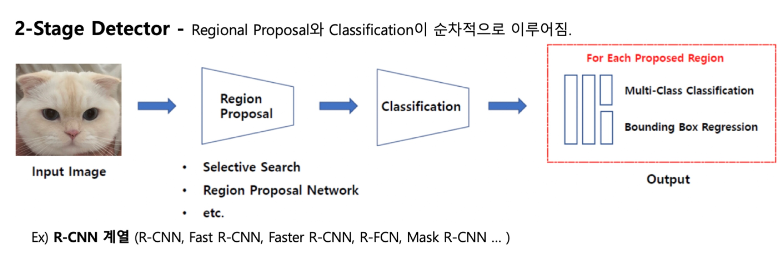 2-Stage Detector - Regional Proposal와 Classification이 순차적으로 이루어짐.
For Each Proposed Region
Region
Proposal
Classification
Multi-Class Classification
Bounding Box Regression
Input Image
Output
• Selective Search
• Region Proposal Network
• etc.
Ex) R-CNN 계열 (R-CNN, Fast R-CNN, Faster R-CNN, R-FCN, Mask R-CNN ... )